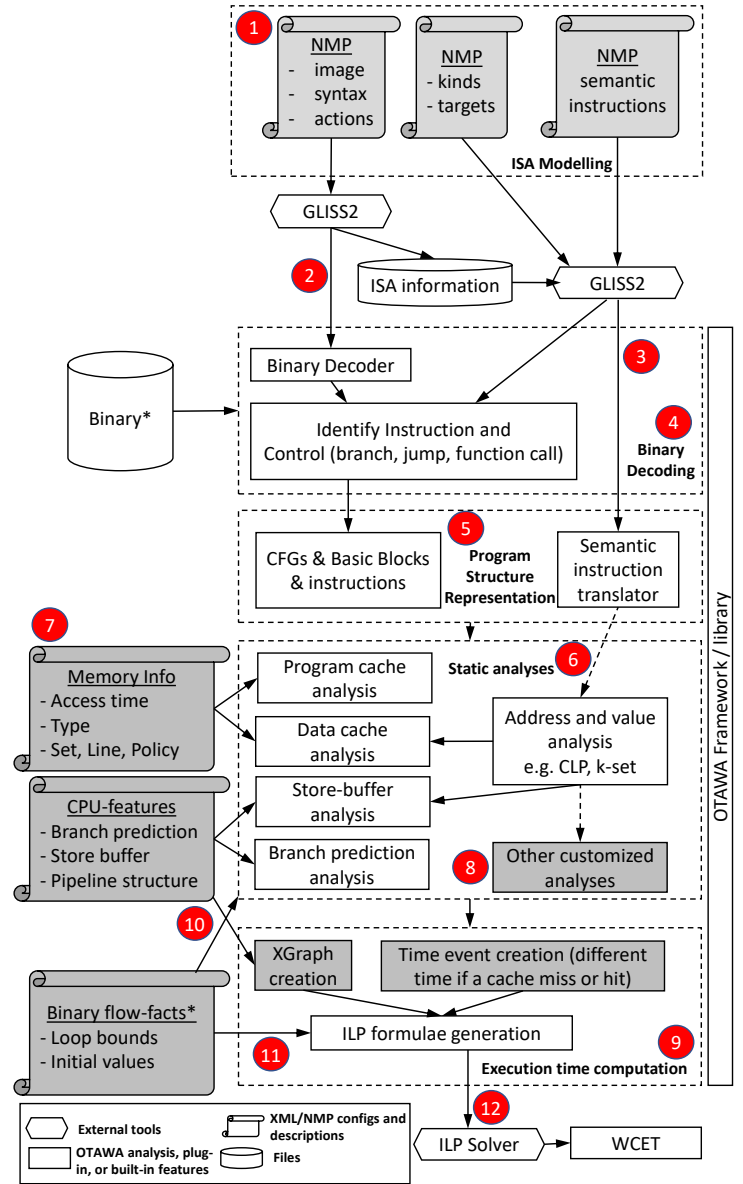 1
NMP
- image
- syntax
- actions
NMP
- kinds
- targets
NMP
semantic
instructions
ISA Modelling
GLISS2
2
ISA information
GLISS2
3
Binary*
Binary Decoder
Identify Instruction and
Control (branch, jump, function call)
4
Binary
Decoding
OTAWA Framework / library
CFGs & Basic Blocks
& instructions
5
Program
Structure
Representation
Semantic
instruction
translator
7
Memory Info
- Access time
- Type
- Set, Line, Policy
CPU-features
- Branch prediction
- Store buffer
- Pipeline structure
Static analyses
6
Program cache
analysis
Data cache
analysis
Store-buffer
analysis
Branch prediction
analysis
Address and value
analysis
e.g. CLP, k-set
8
Other customized
analyses
10
Binary flow-facts*
- Loop bounds
- Initial values
XGraph
creation
Time event creation (different
time if a cache miss or hit)
ILP formulae generation
11
9
Execution time computation
12
ILP Solver
WCET
External tools
XML/NMP configs and
descriptions
OTAWA analysis, plug-
in, or built-in features
Files